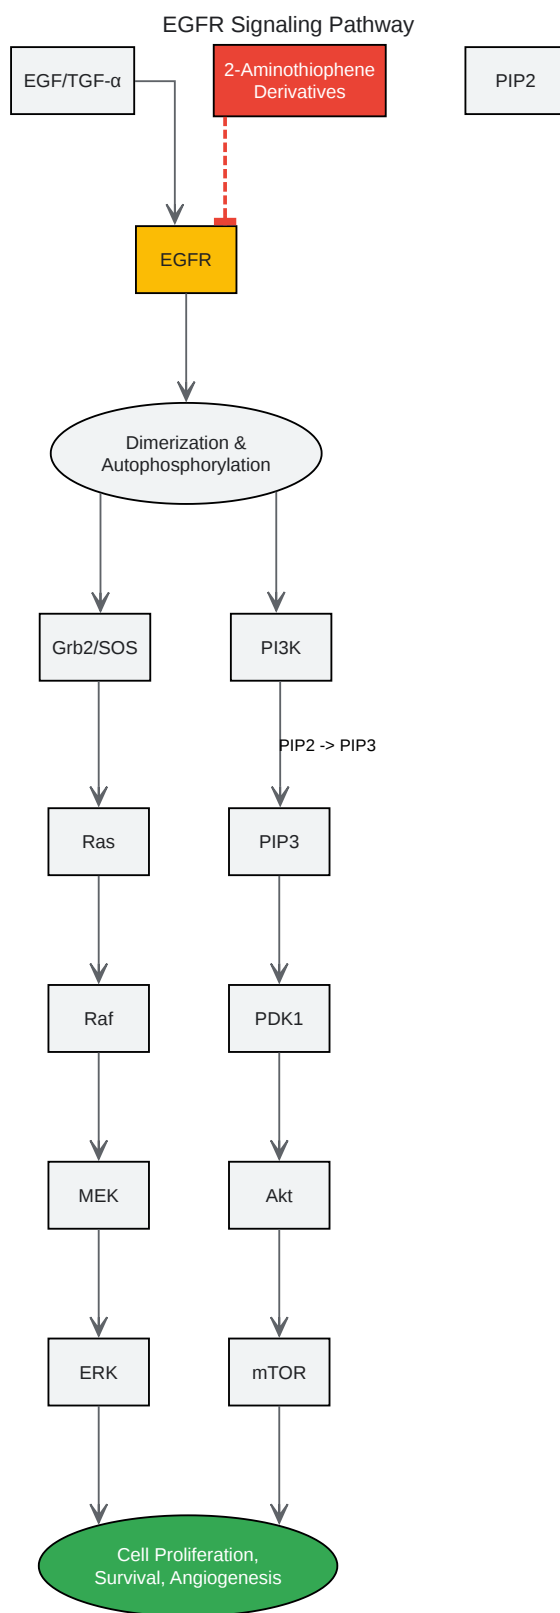 EGFR Signaling Pathway
EGF/TGF-α
2-Aminothiophene
Derivatives
PIP2
EGFR
Dimerization &
Autophosphorylation
Grb2/SOS
PI3K
PIP2 -> PIP3
Ras
PIP3
Raf
PDK1
MEK
Akt
ERK
mTOR
Cell Proliferation,
Survival, Angiogenesis